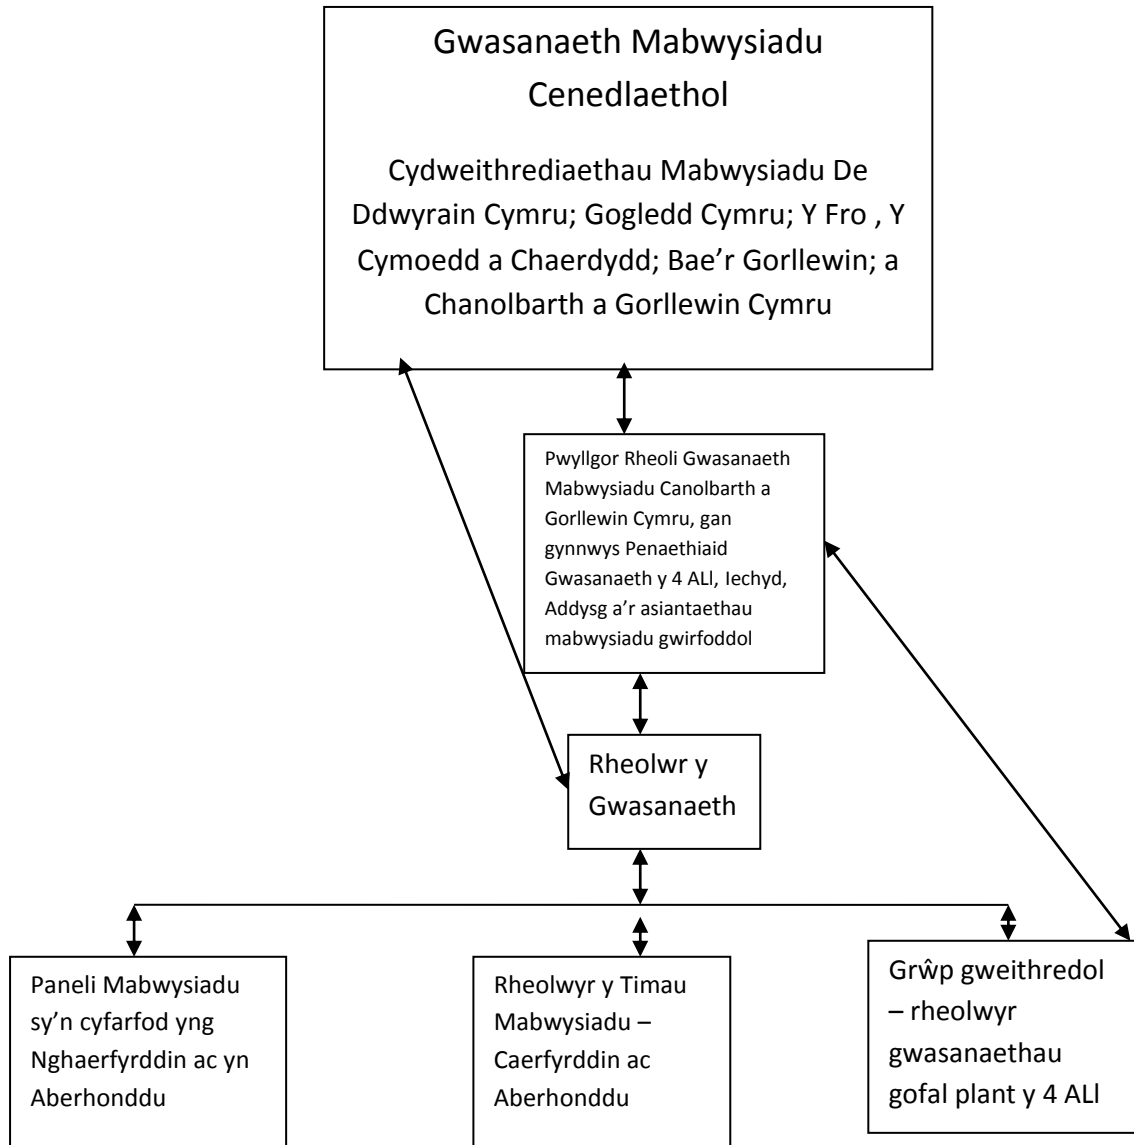 Gwasanaeth Mabwysiadu
Cenedlaethol
Cydweithrediaethau Mabwysiadu De
Ddwyrain Cymru; Gogledd Cymru; Y Fro , Y
Cymoedd a Chaerdydd; Bae’r Gorllewin; a
Chanolbarth a Gorllewin Cymru
Pwyllgor Rheoli Gwasanaeth
Mabwysiadu Canolbarth a
Gorllewin Cymru, gan
gynnwys Penaethiaid
Gwasanaeth y 4 ALl, Iechyd,
Addysg a’r asiantaethau
mabwysiadu gwirfoddol
Rheolwr y
Gwasanaeth
Paneli Mabwysiadu
sy’n cyfarfod yng
Nghaerfyrddin ac yn
Aberhonddu
Rheolwyr y Timau
Mabwysiadu –
Caerfyrddin ac
Aberhonddu
Grŵp gweithredol
– rheolwyr
gwasanaethau
gofal plant y 4 ALl